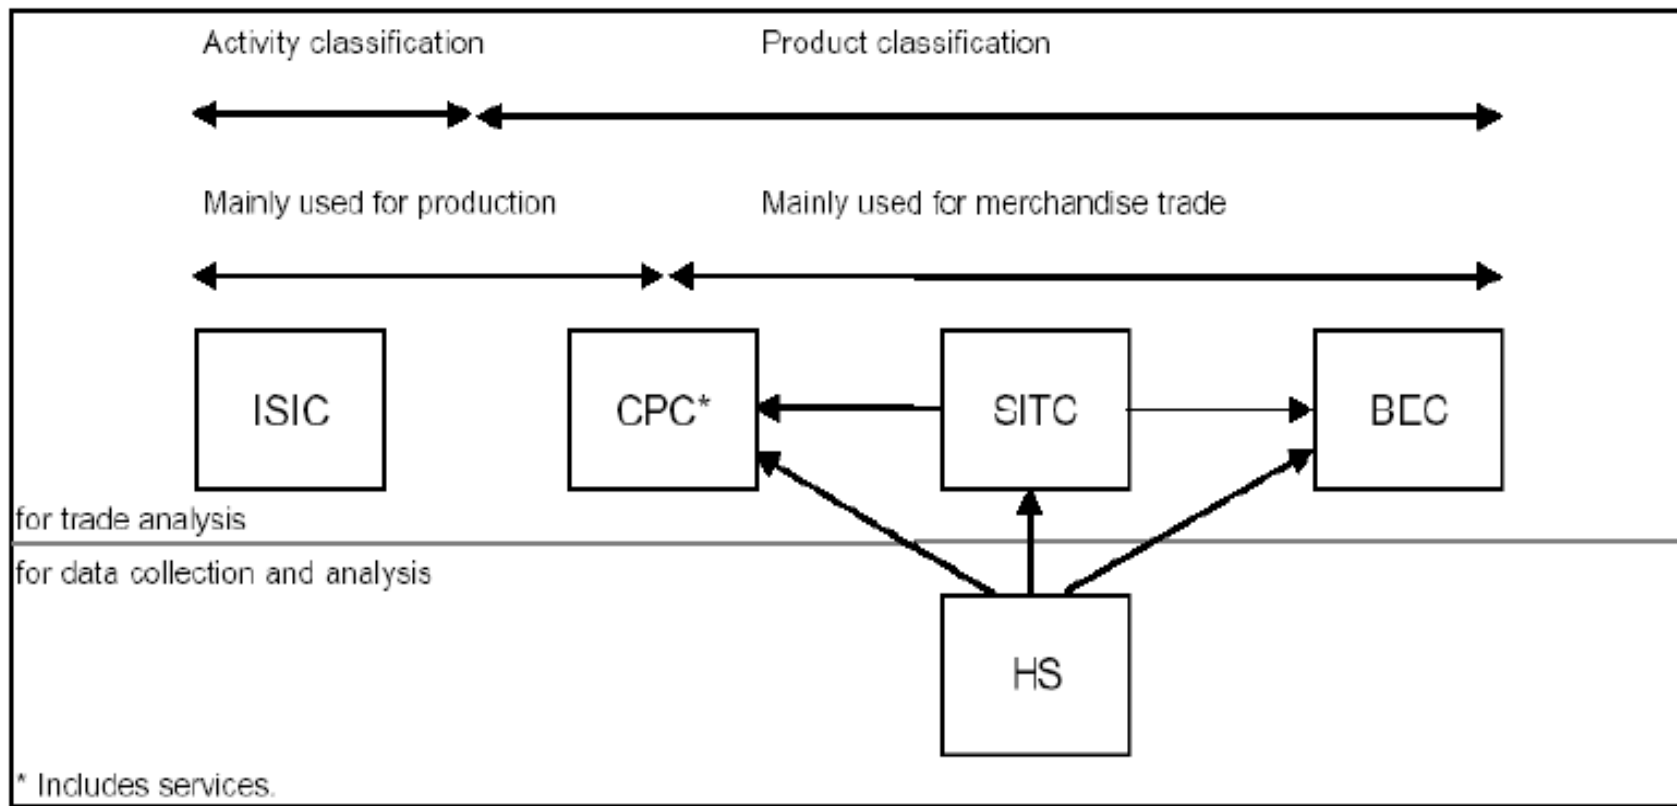 Activity classification
Product classification
Mainly used for production
Mainly used for merchandise trade
ISIC
CPC*
SITC
BEC
for trade analysis
for data collection and analysis
HS
* Includes services.